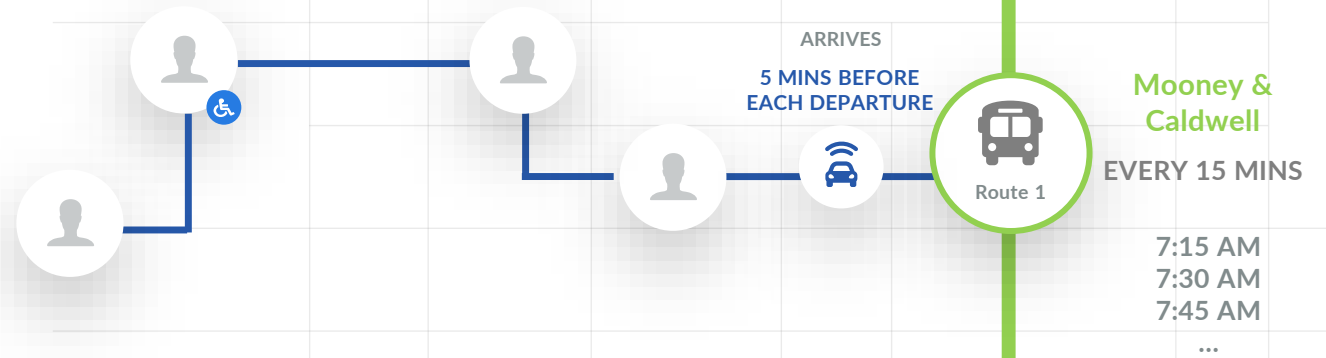 ARRIVES
5 MINS BEFORE
EACH DEPARTURE
Route 1
Mooney &
Caldwell
EVERY 15 MINS
7:15 AM
7:30 AM
7:45 AM
...